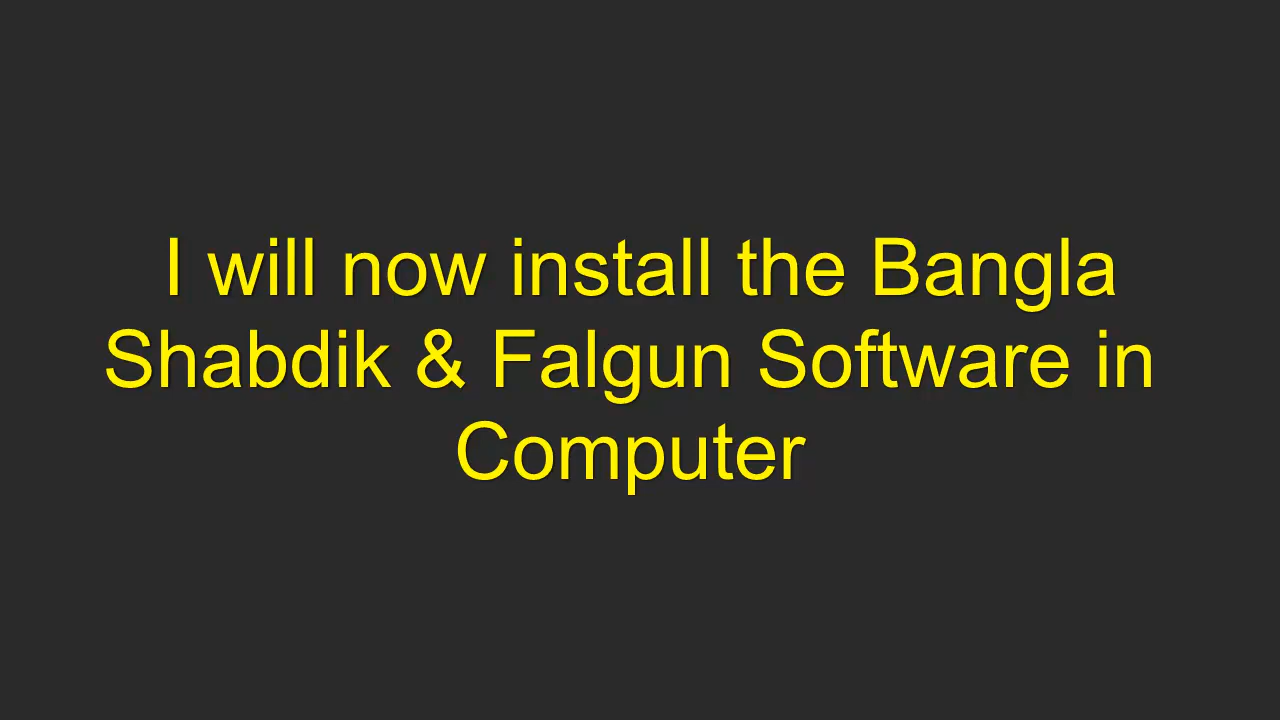 I will now install the Bangla
Shabdik & Falgun Software in
Computer